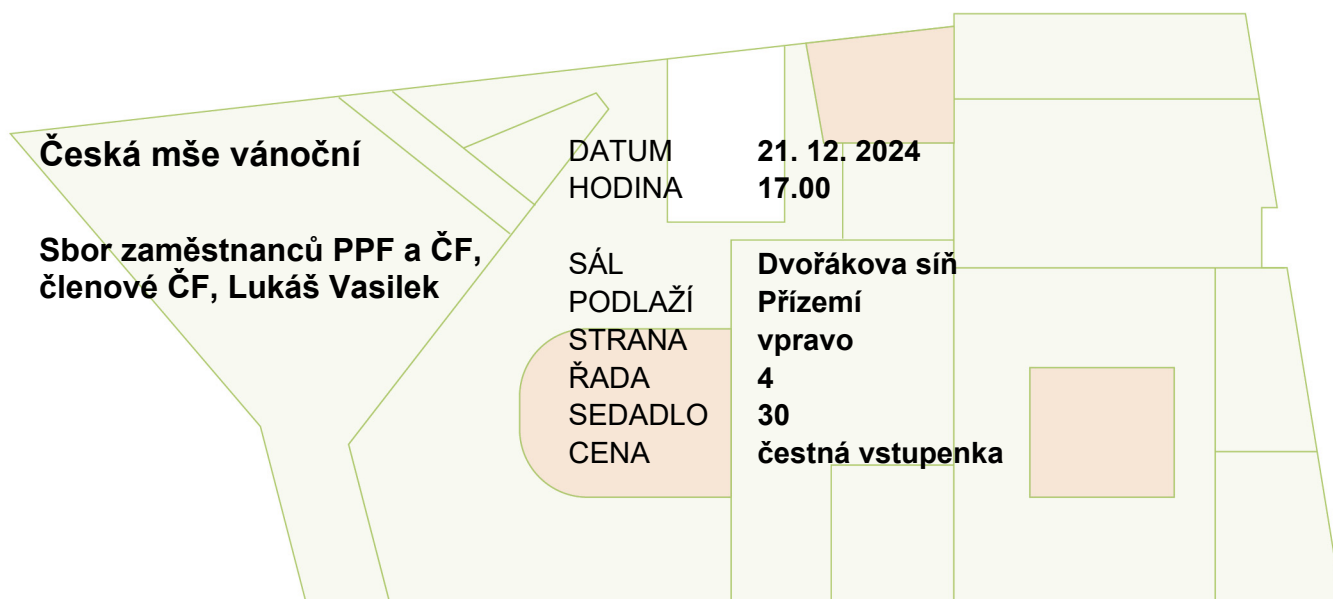 Česká mše vánoční
Sbor zaměstnanců PPF a ČF,
členové ČF, Lukáš Vasilek
DATUM 21. 12. 2024
HODINA 17.00
SÁL Dvořákova síň
PODLAŽÍ Přízemí
STRANA vpravo
ŘADA 4
SEDADLO 30
CENA čestná vstupenka